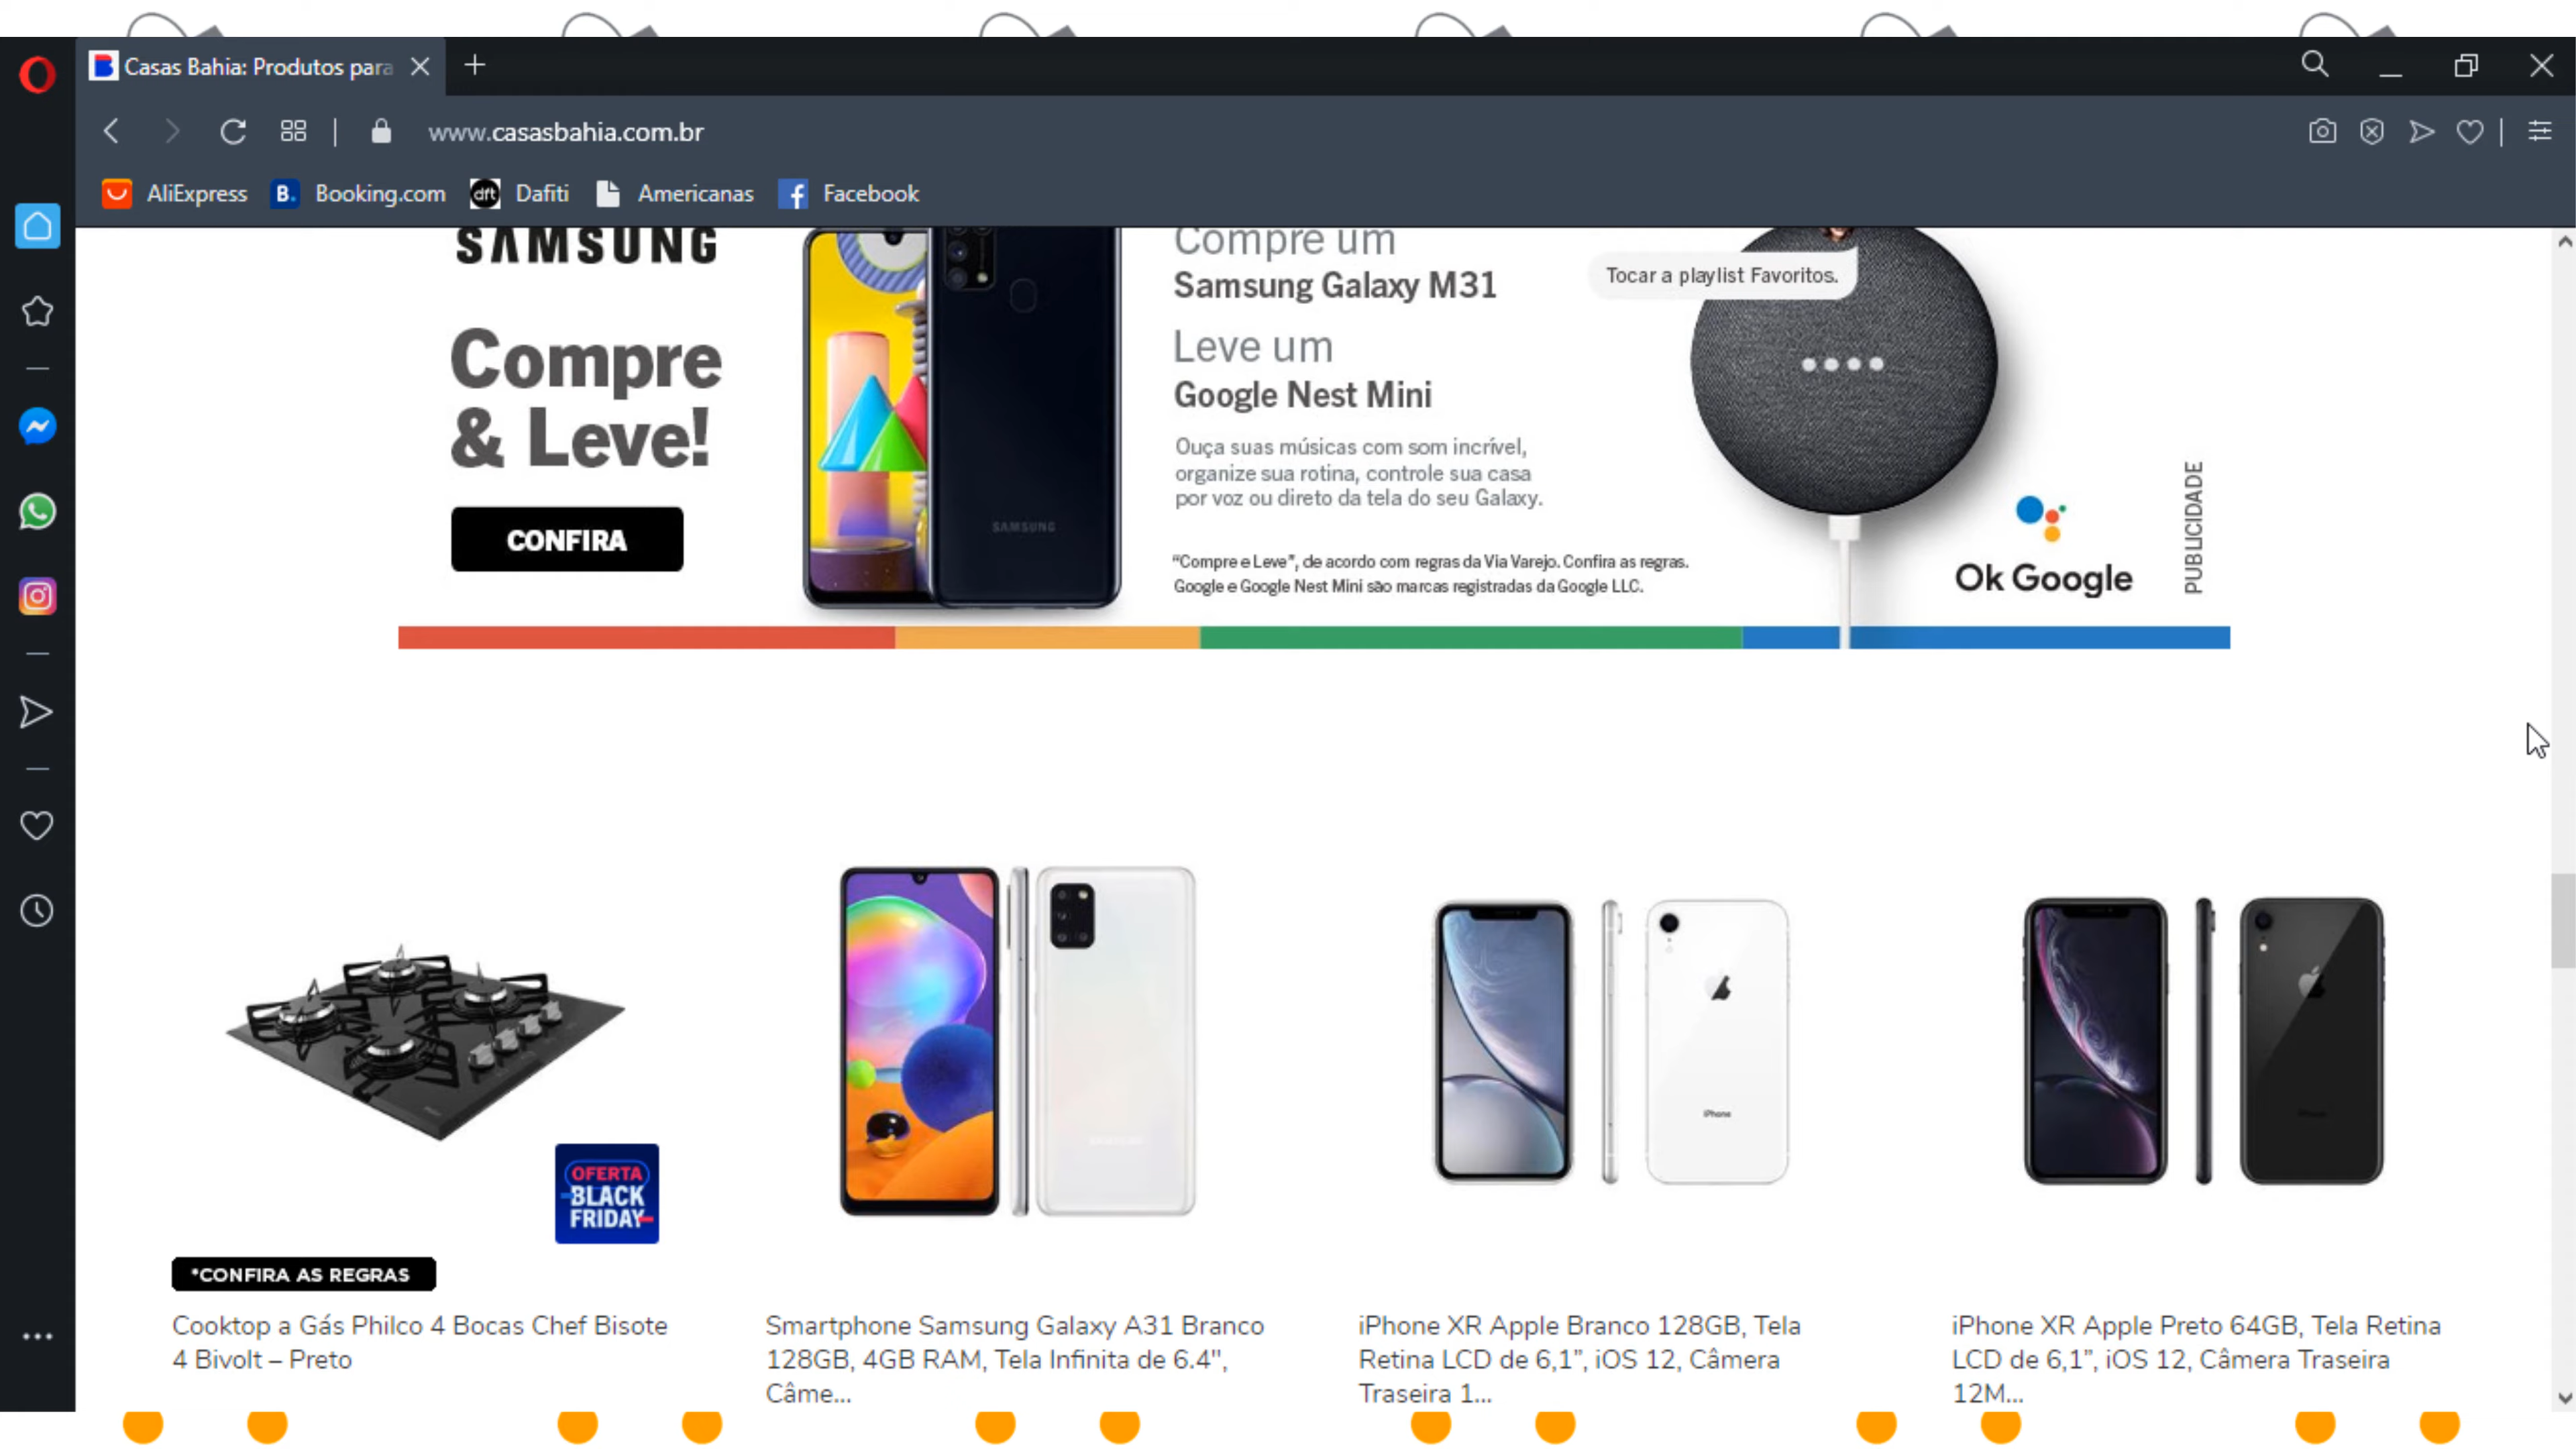 Casas Bahia: Produtos para
www.casasbahia.com.br
AliExpress
B.
Booking.com
dft
Dafiti
Americanas
Facebook
SAMSUNG
Compre
& Leve!
CONFIRA
SAMSUNG
Compre um
Samsung Galaxy M31
Leve um
Google Nest Mini
Ouça suas músicas com som incrível,
organize sua rotina, controle sua casa
por voz ou direto da tela do seu Galaxy.
"Compre e Leve", de acordo com regras da Via Varejo. Confira as regras.
Google e Google Nest Mini são marcas registradas da Google LLC.
Tocar a playlist Favoritos.
Ok Google
PUBLICIDADE
OFERTA
BLACK
FRIDAY
*CONFIRA AS REGRAS
Cooktop a Gás Philco 4 Bocas Chef Bisote
4 Bivolt – Preto
SAMSUNG
Smartphone Samsung Galaxy A31 Branco
128GB, 4GB RAM, Tela Infinita de 6.4",
Câme...
iPhone
iPhone XR Apple Branco 128GB, Tela
Retina LCD de 6,1”, iOS 12, Câmera
Traseira 1...
iPhone XR Apple Preto 64GB, Tela Retina
LCD de 6,1”, iOS 12, Câmera Traseira
12M...